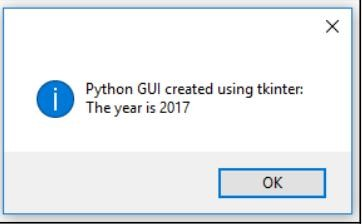 Python GUI created using tkinter:
The year is 2017
OK